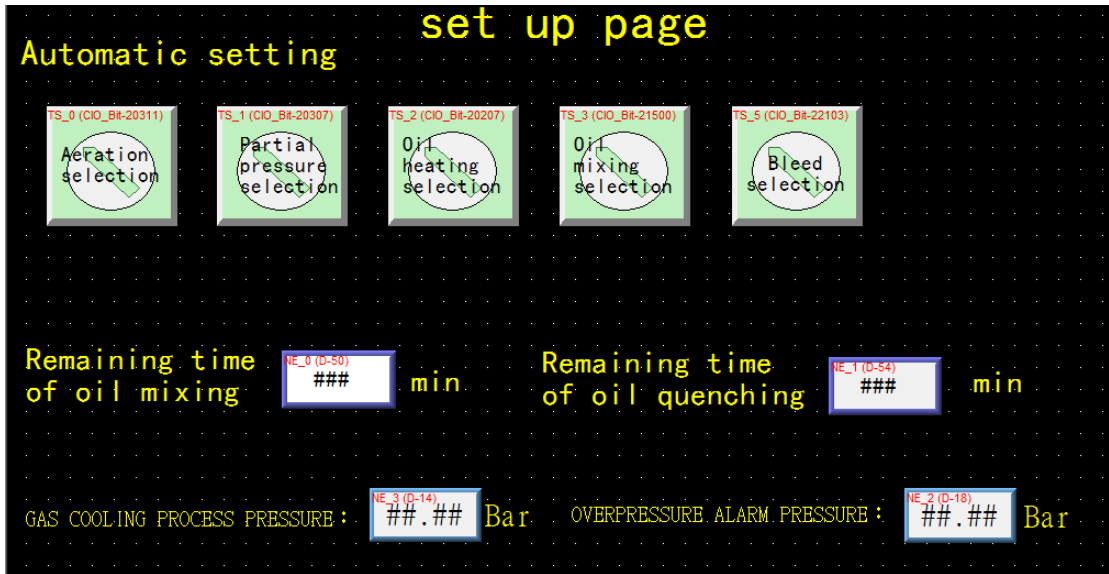 set up page
Automatic setting
TS_0 (CIO_Bit-20311)
Aeration
selection
TS_1 (CIO_Bit-20307)
Partial
pressure
selection
TS_2 (CIO_Bit-20207)
Oil
heating
selection
TS_3 (CIO_Bit-21500)
Oil
mixing
selection
TS_5 (CIO_Bit-22103)
Bleed
selection
Remaining time
of oil mixing
NE_0 (D-50)
###
min
Remaining time
of oil quenching
NE_1 (D-54)
###
min
GAS COOLING PROCESS PRESSURE:
NE_3 (D-14)
##.##
Bar
OVERPRESSURE ALARM PRESSURE:
NE_2 (D-18)
##.##
Bar